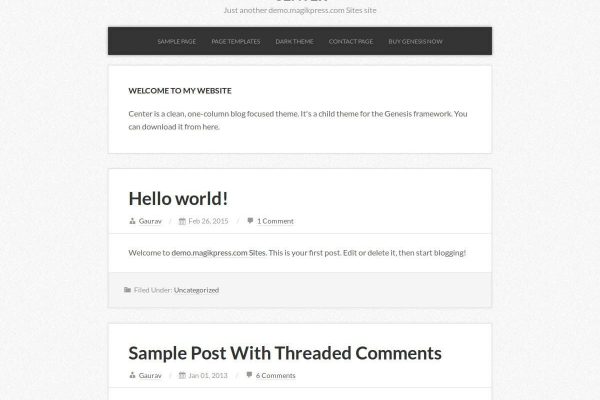 CENTER
Just another demo.magikpress.com Sites site
SAMPLE PAGE PAGE TEMPLATES DARK THEME CONTACT PAGE BUY GENESIS NOW
WELCOME TO MY WEBSITE
Center is a clean, one-column blog focused theme. It's a child theme for the Genesis framework. You
can download it from here.
Hello world!
Gaurav / Feb 26, 2015 / 1 Comment
Welcome to demo.magikpress.com Sites. This is your first post. Edit or delete it, then start blogging!
Filed Under: Uncategorized
Sample Post With Threaded Comments
Gaurav / Jan 01, 2013 / 6 Comments